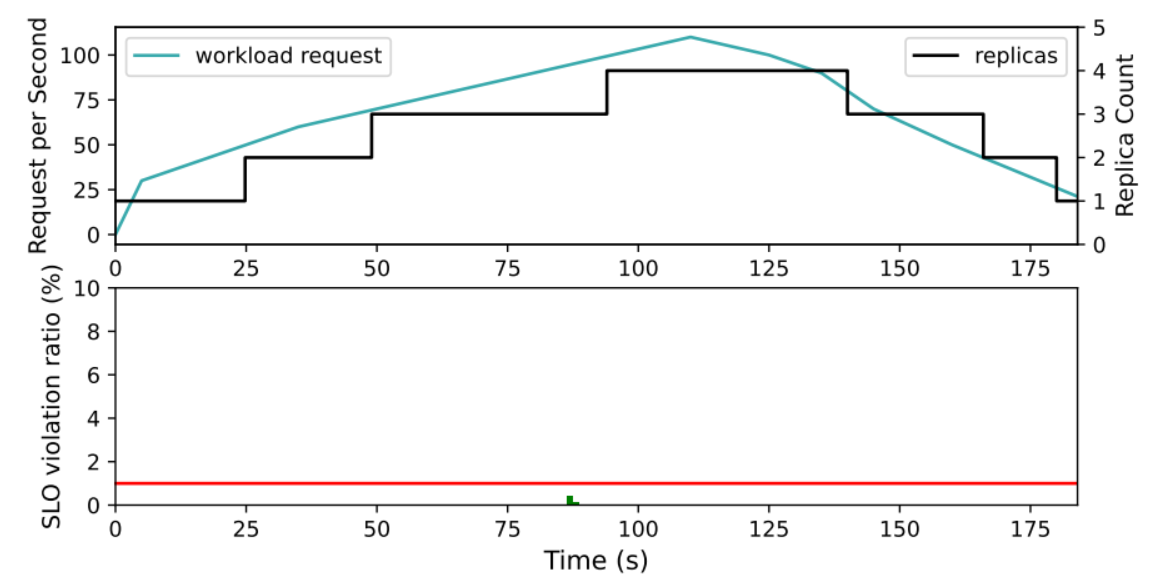 Request per Second
100
75
50
25
0
workload request
replicas
5
4
3
2
1
0
Replica Count
0 25 50 75 100 125 150 175
SLO violation ratio (%)
10
8
6
4
2
0
0 25 50 75 100 125 150 175
Time (s)